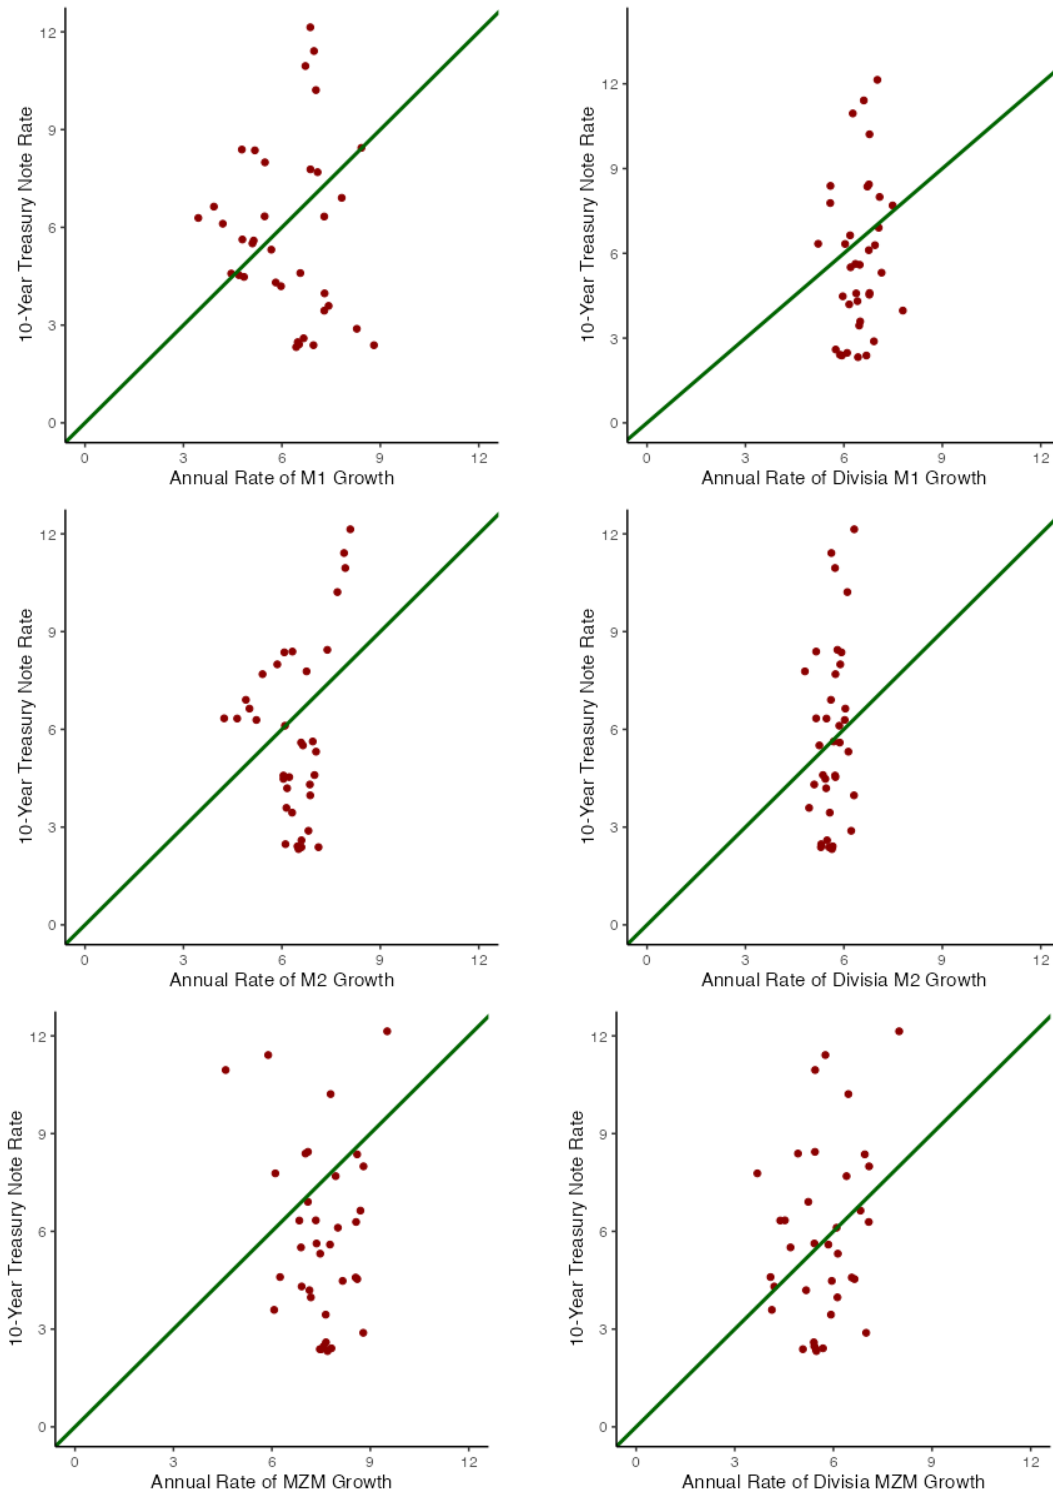 10-Year Treasury Note Rate
12
9
6
3
0
0 3 6 9 12
Annual Rate of M1 Growth
10-Year Treasury Note Rate
12
9
6
3
0
0 3 6 9 12
Annual Rate of Divisia M1 Growth
10-Year Treasury Note Rate
12
9
6
3
0
0 3 6 9 12
Annual Rate of M2 Growth
10-Year Treasury Note Rate
12
9
6
3
0
0 3 6 9 12
Annual Rate of Divisia M2 Growth
10-Year Treasury Note Rate
12
9
6
3
0
0 3 6 9 12
Annual Rate of MZM Growth
10-Year Treasury Note Rate
12
9
6
3
0
0 3 6 9 12
Annual Rate of Divisia MZM Growth